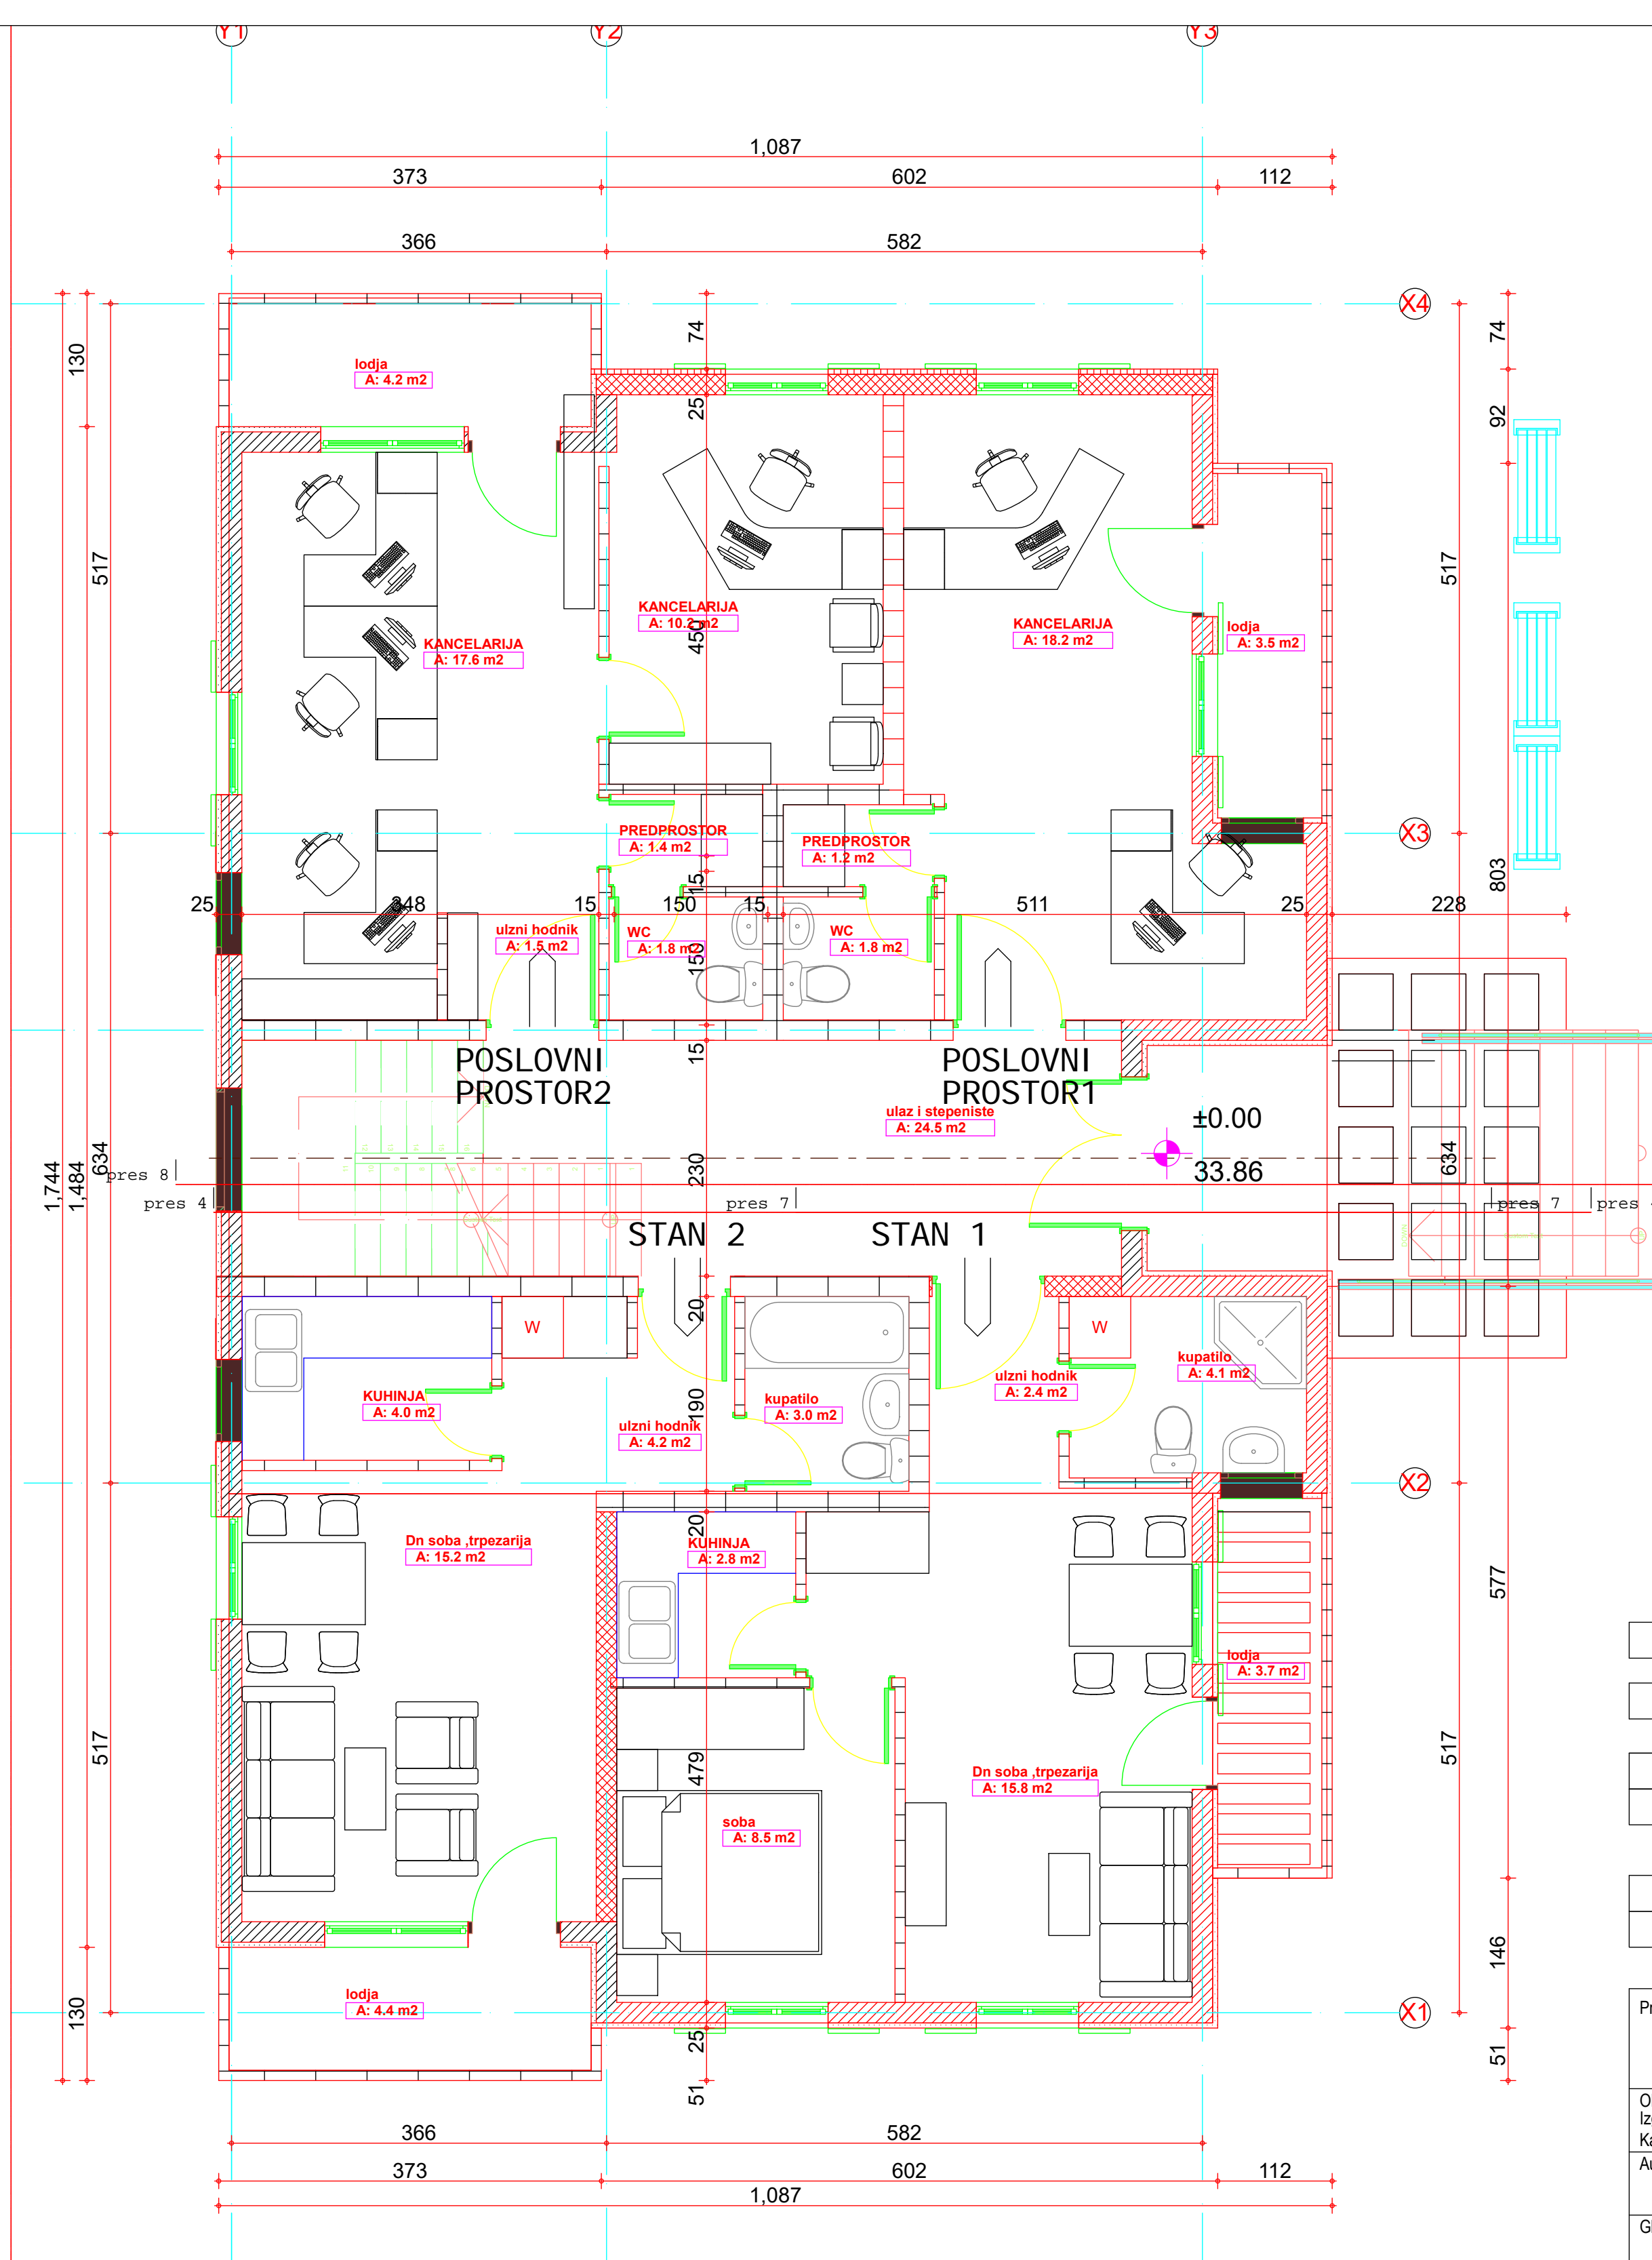 Y1
Y2
Y3
1,087
373
602
112
366
582
X4
74
74
130
lodja
A: 4.2 m2
25
92
517
517
KANCELARIJA
A: 10.2 m2
450
KANCELARIJA
A: 18.2 m2
lodja
A: 3.5 m2
KANCELARIJA
A: 17.6 m2
PREDPROSTOR
A: 1.4 m2
PREDPROSTOR
A: 1.2 m2
X3
803
15
25
348
15
150
15
511
25
228
ulzni hodnik
A: 1.5 m2
WC
A: 1.8 m2
WC
A: 1.8 m2
150
15
POSLOVNI
PROSTOR2
POSLOVNI
PROSTOR1
ulaz i stepeniste
A: 24.5 m2
±0.00
33.86
1,744
1,484
634
230
634
pres 8
pres 4
pres 7
pres 7
pres
STAN 2
STAN 1
20
W
W
kupatilo
A: 4.1 m2
ulzni hodnik
A: 2.4 m2
KUHINJA
A: 4.0 m2
kupatilo
A: 3.0 m2
190
ulzni hodnik
A: 4.2 m2
X2
20
Dn soba ,trpezarija
A: 15.2 m2
KUHINJA
A: 2.8 m2
577
lodja
A: 3.7 m2
517
479
517
Dn soba ,trpezarija
A: 15.8 m2
soba
A: 8.5 m2
146
lodja
A: 4.4 m2
130
X1
25
51
51
Pr
Iz
Ka
366
582
373
602
112
1,087